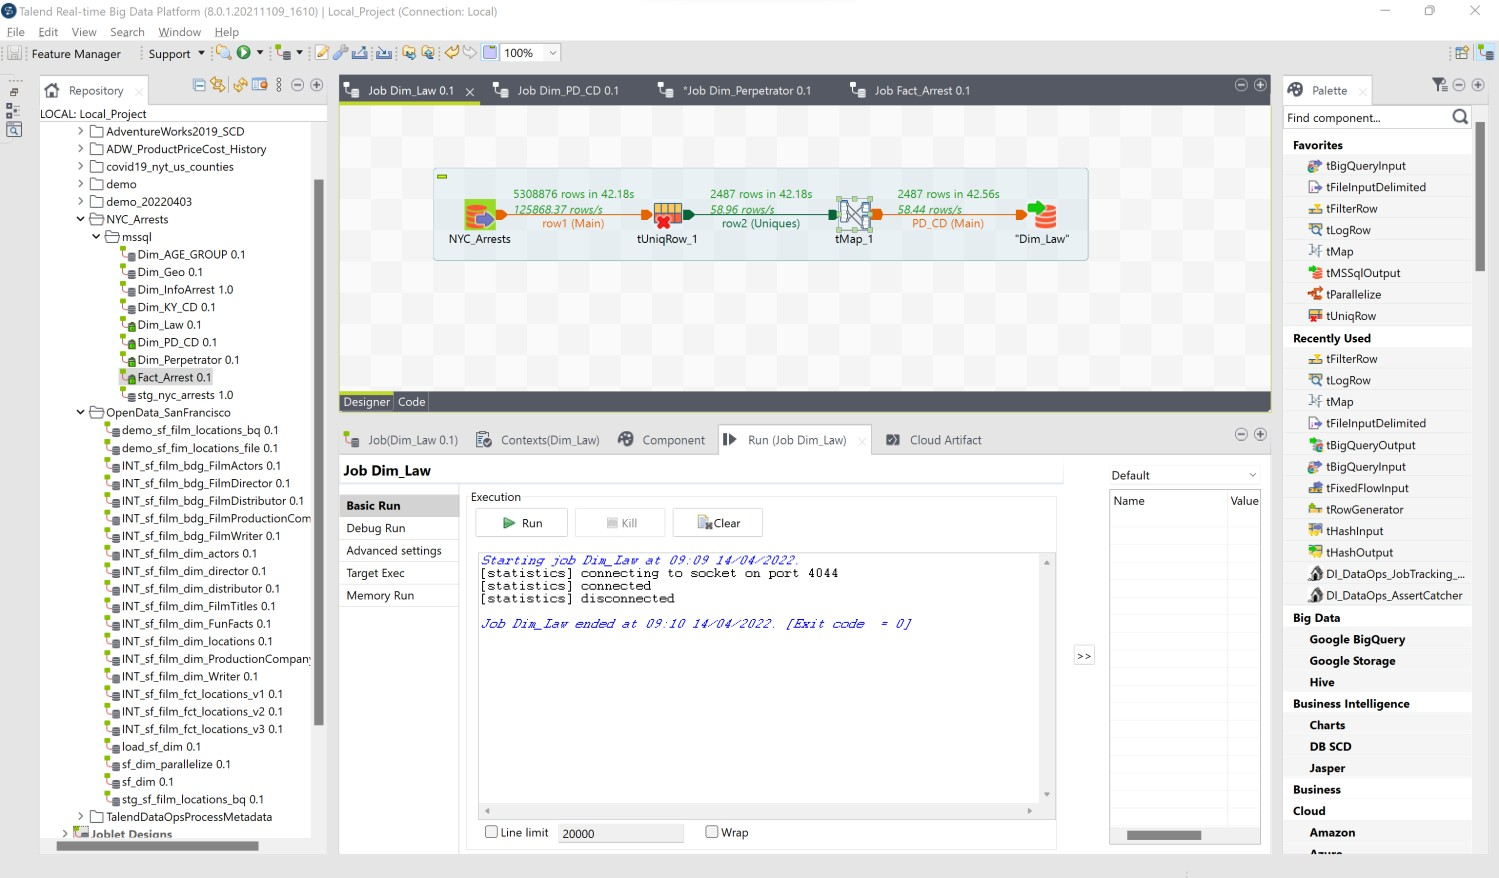 Talend Real-time Big Data Platform (8.0.1.20211109_1610) | Local_Project (Connection: Local)
File Edit View Search Window Help
Feature Manager Support 100%
Repository
LOCAL: Local_Project
AdventureWorks2019_SCD
ADW_ProductPriceCost_History
covid19_nyt_us_counties
demo
demo_20220403
NYC_Arrests
mssql
Dim_AGE_GROUP 0.1
Dim_Geo 0.1
Dim_InfoArrest 1.0
Dim_KY_CD 0.1
Dim_Law 0.1
Dim_PD_CD 0.1
Dim_Perpetrator 0.1
Fact_Arrest 0.1
stg_nyc_arrests 1.0
OpenData_SanFrancisco
demo_sf_film_locations_bq 0.1
demo_sf_fim_locations_file 0.1
INT_sf_film_bdg_FilmActors 0.1
INT_sf_film_bdg_FilmDirector 0.1
INT_sf_film_bdg_FilmDistributor 0.1
INT_sf_film_bdg_FilmProductionCom
INT_sf_film_bdg_FilmWriter 0.1
INT_sf_film_dim_actors 0.1
INT_sf_film_dim_director 0.1
INT_sf_film_dim_distributor 0.1
INT_sf_film_dim_FilmTitles 0.1
INT_sf_film_dim_FunFacts 0.1
INT_sf_film_dim_locations 0.1
INT_sf_film_dim_ProductionCompany
INT_sf_film_dim_Writer 0.1
INT_sf_film_fct_locations_v1 0.1
INT_sf_film_fct_locations_v2 0.1
INT_sf_film_fct_locations_v3 0.1
load_sf_dim 0.1
sf_dim_parallelize 0.1
sf_dim 0.1
stg_sf_film_locations_bq 0.1
TalendDataOpsProcessMetadata
Joblet Designs
Job Dim_Law 0.1 Job Dim_PD_CD 0.1 *Job Dim_Perpetrator 0.1 Job Fact_Arrest 0.1
5308876 rows in 42.18s 2487 rows in 42.18s 2487 rows in 42.56s
125868.37 rows/s 58.96 rows/s 58.44 rows/s
row1 (Main) row2 (Uniques) PD_CD (Main)
NYC_Arrests tUniqRow_1 tMap_1 "Dim_Law"
Designer Code
Job(Dim_Law 0.1) Contexts(Dim_Law) Component Run (Job Dim_Law) Cloud Artifact
Job Dim_Law
Basic Run
Debug Run
Advanced settings
Target Exec
Memory Run
Execution
Run Kill Clear
Starting job Dim_Law at 09:09 14/04/2022.
[statistics] connecting to socket on port 4044
[statistics] connected
[statistics] disconnected
Job Dim_Law ended at 09:10 14/04/2022. [Exit code = 0]
Line limit 20000 Wrap
>>
Default
Name Value
Palette
Find component...
Favorites
tBigQueryInput
tFileInputDelimited
tFilterRow
tLogRow
tMap
tMSSqlOutput
tParallelize
tUniqRow
Recently Used
tFilterRow
tLogRow
tMap
tFileInputDelimited
tBigQueryOutput
tBigQueryInput
tFixedFlowInput
tRowGenerator
tHashInput
tHashOutput
DI_DataOps_JobTracking_...
DI_DataOps_AssertCatcher
Big Data
Google BigQuery
Google Storage
Hive
Business Intelligence
Charts
DB SCD
Jasper
Business
Cloud
Amazon
Azure